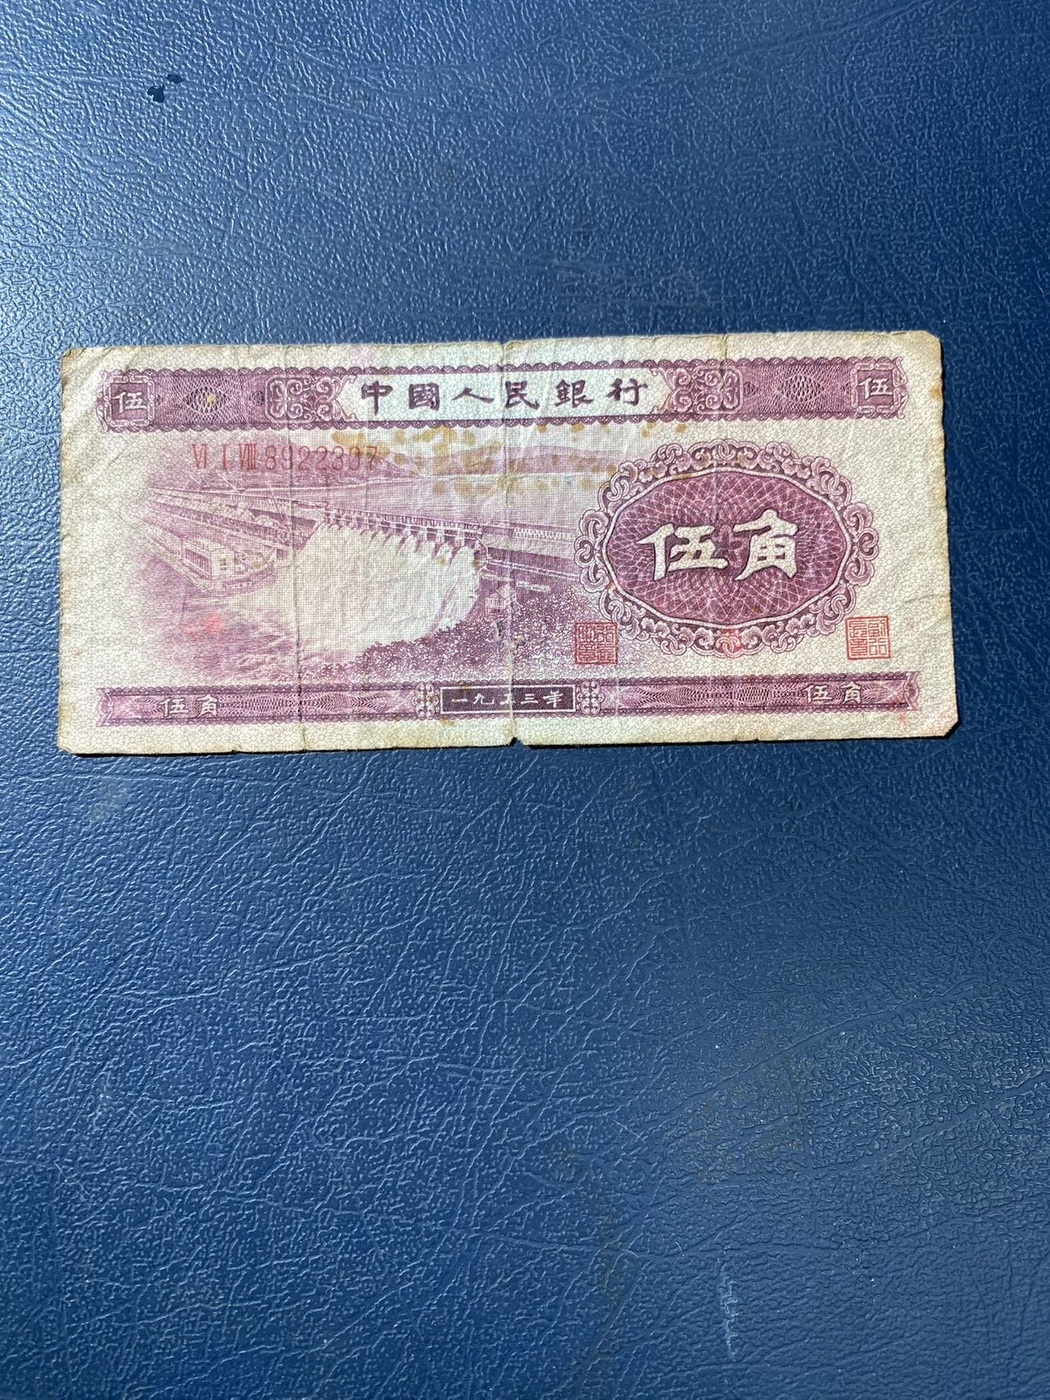 伍 中國人民銀行 伍
VI I VIII 8922397
伍角
伍角 一九五三年 伍角